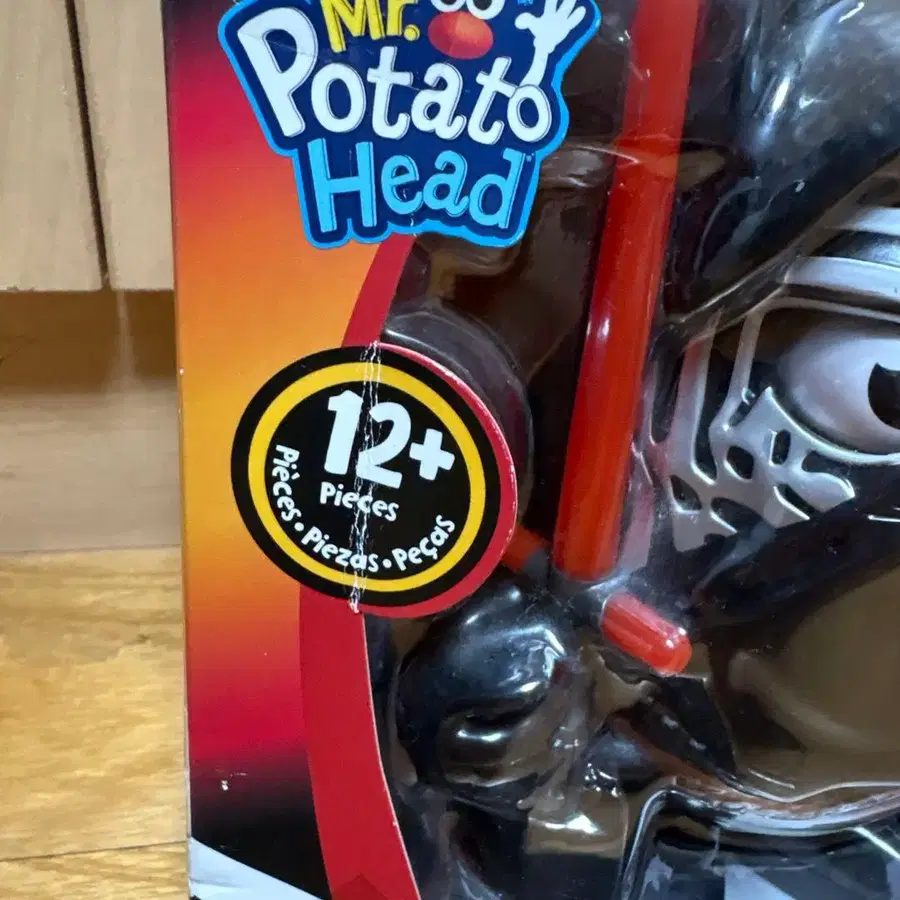 Mr.
Potato
Head
12+
Pieces
Pièces • Piezas • Peças